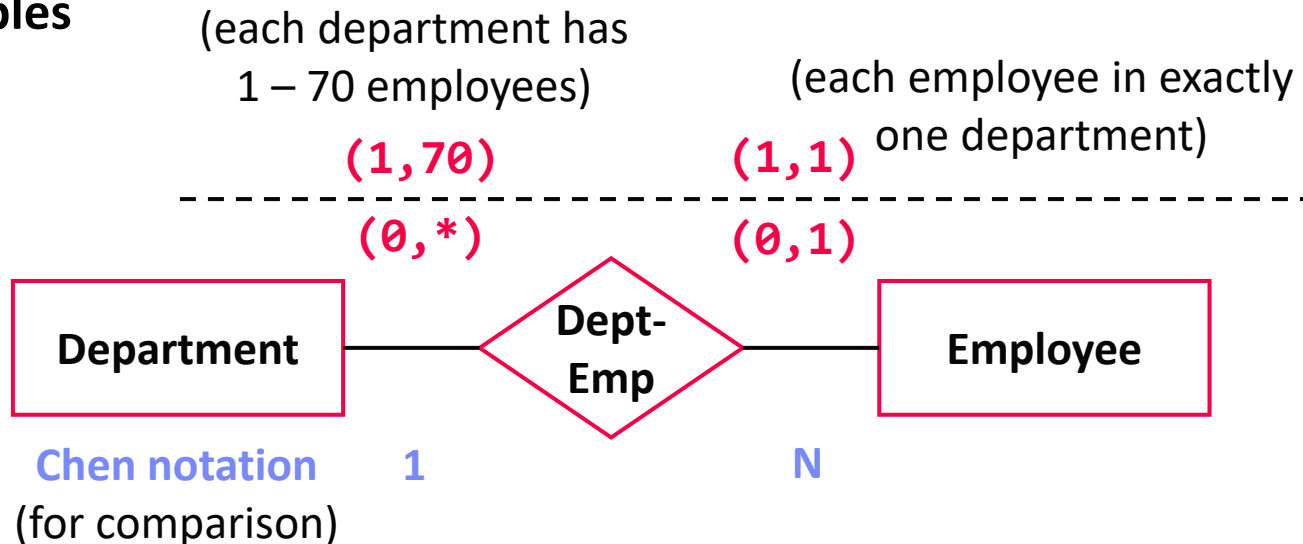 (each department has
1 – 70 employees)
(each employee in exactly
one department)
(1,70)
(1,1)
(0,*)
(0,1)
Department
Dept-
Emp
Employee
Chen notation
1
N
(for comparison)